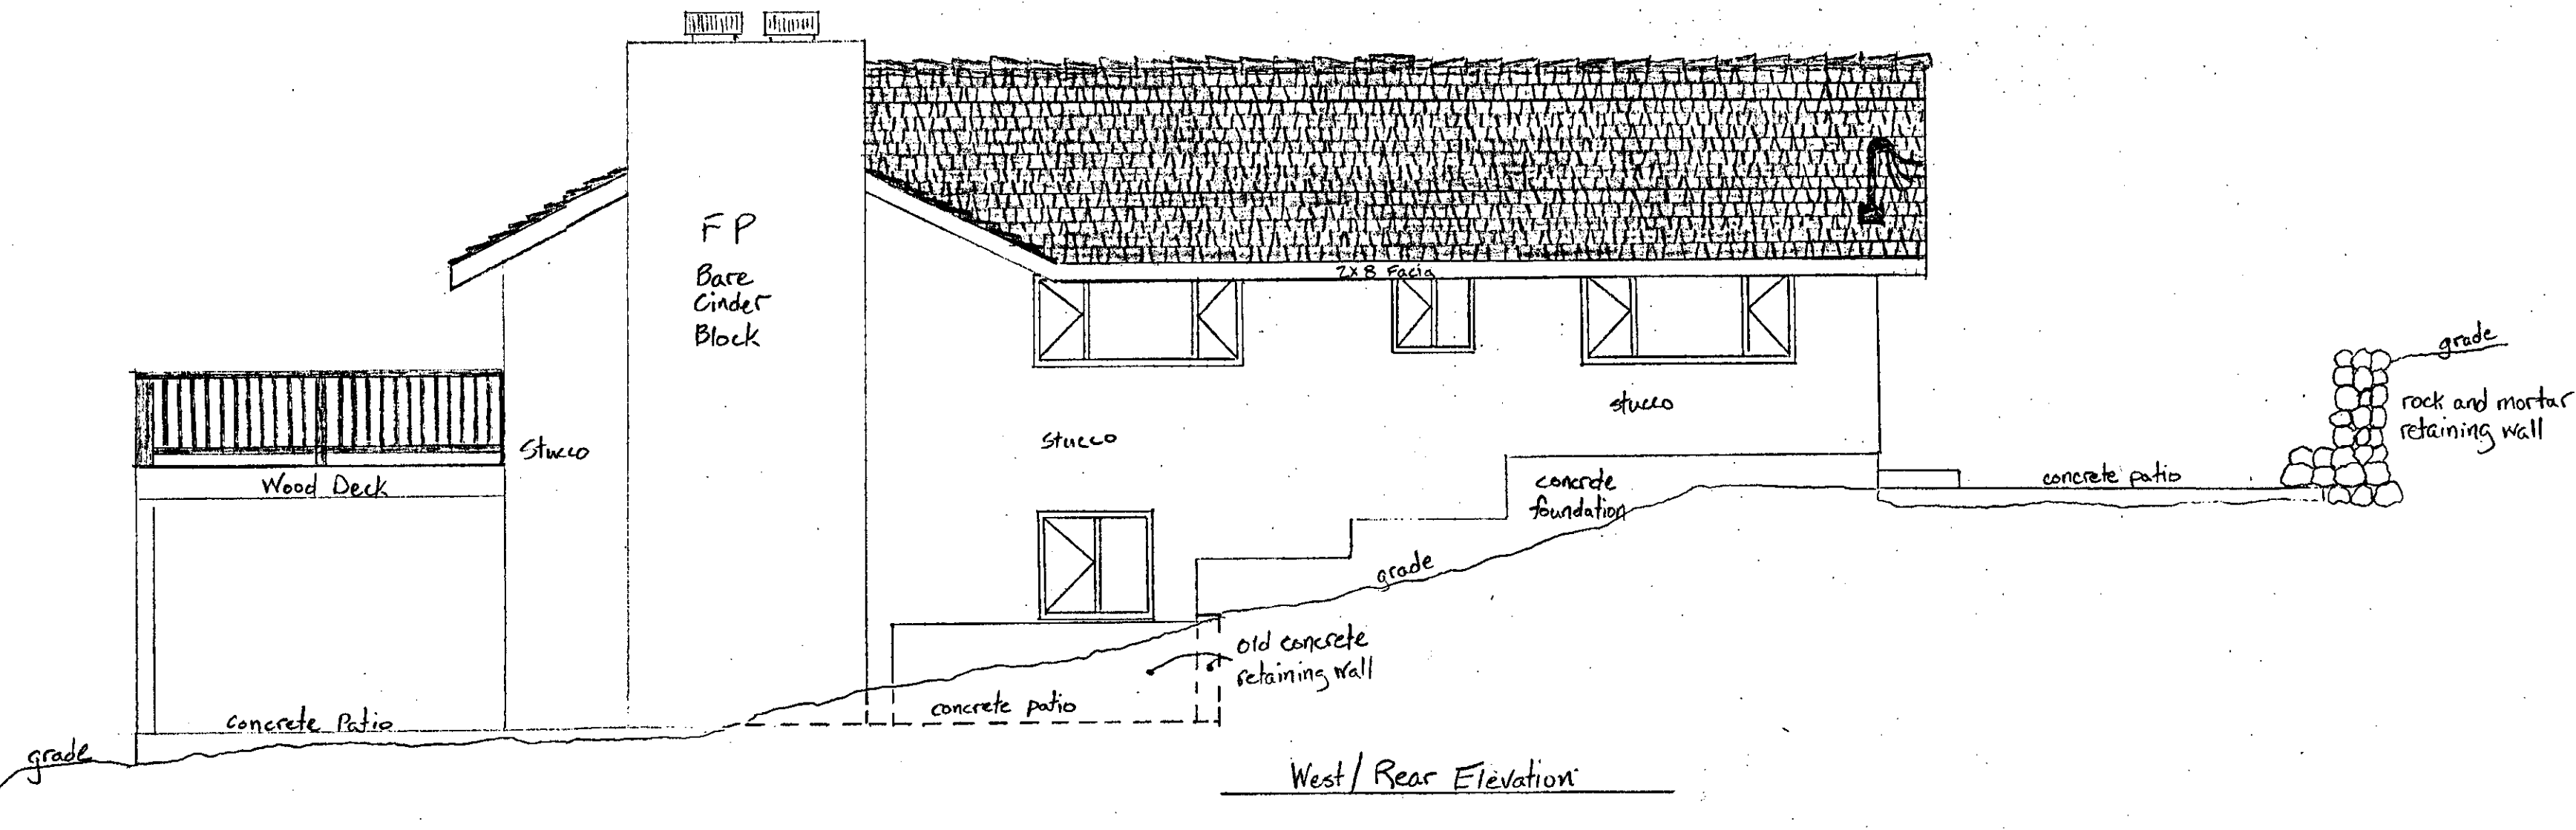 FP
Bare
Cinder
Block
2x8 Facia
grade
rock and mortar
retaining wall
stucco
stucco
Stucco
Wood Deck
concrete
foundation
concrete patio
grade
old concrete
retaining wall
concrete patio
concrete Patio
grade
West/Rear Elevation